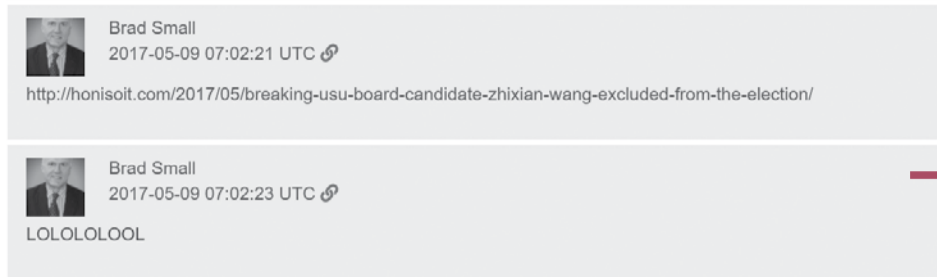 Brad Small
2017-05-09 07:02:21 UTC
http://honisoit.com/2017/05/breaking-usu-board-candidate-zhixian-wang-excluded-from-the-election/
Brad Small
2017-05-09 07:02:23 UTC
LOLOLOLOOL